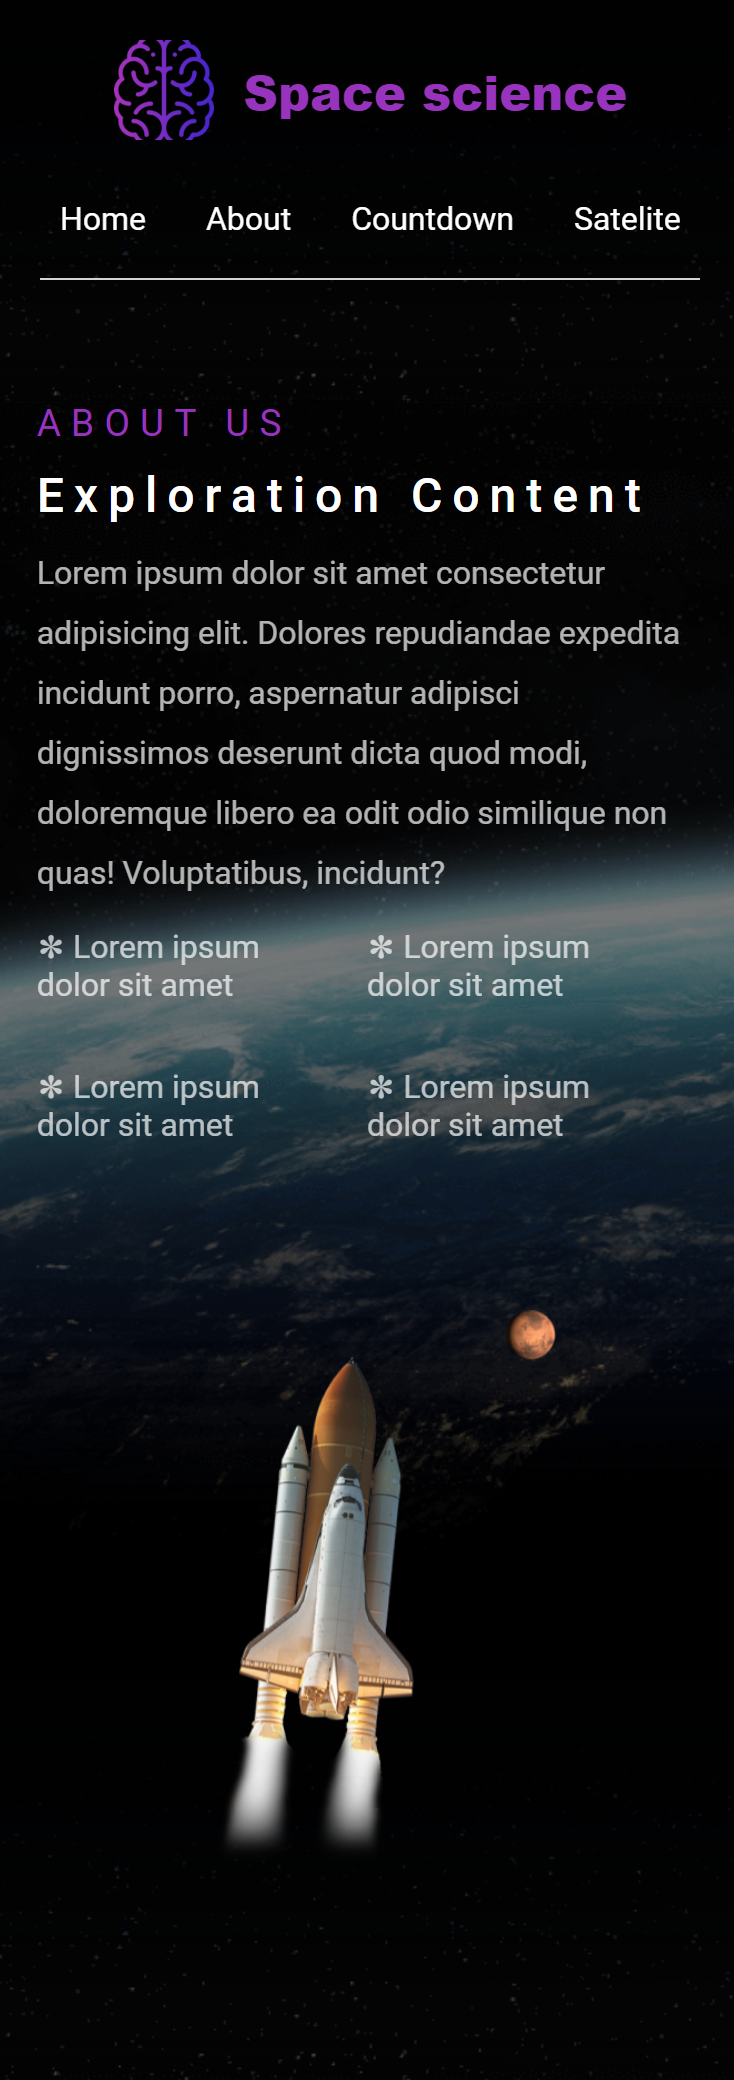 Space science
Home About Countdown Satelite
ABOUT US
Exploration Content
Lorem ipsum dolor sit amet consectetur
adipisicing elit. Dolores repudiandae expedita
incidunt porro, aspernatur adipisci
dignissimos deserunt dicta quod modi,
doloremque libero ea odit odio similique non
quas! Voluptatibus, incidunt?
✻ Lorem ipsum
dolor sit amet
✻ Lorem ipsum
dolor sit amet
✻ Lorem ipsum
dolor sit amet
✻ Lorem ipsum
dolor sit amet